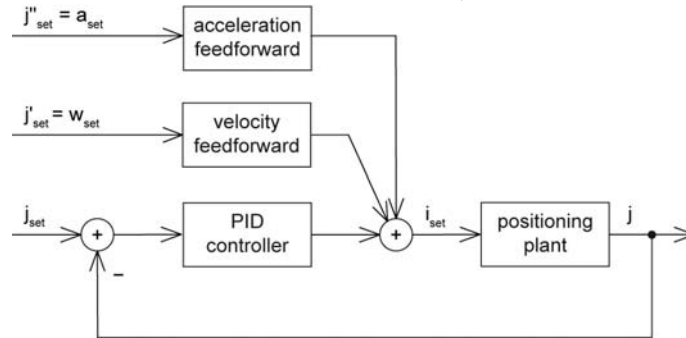 j"set = aset
acceleration
feedforward
j'set = wset
velocity
feedforward
jset
+
−
PID
controller
+
iset
positioning
plant
j